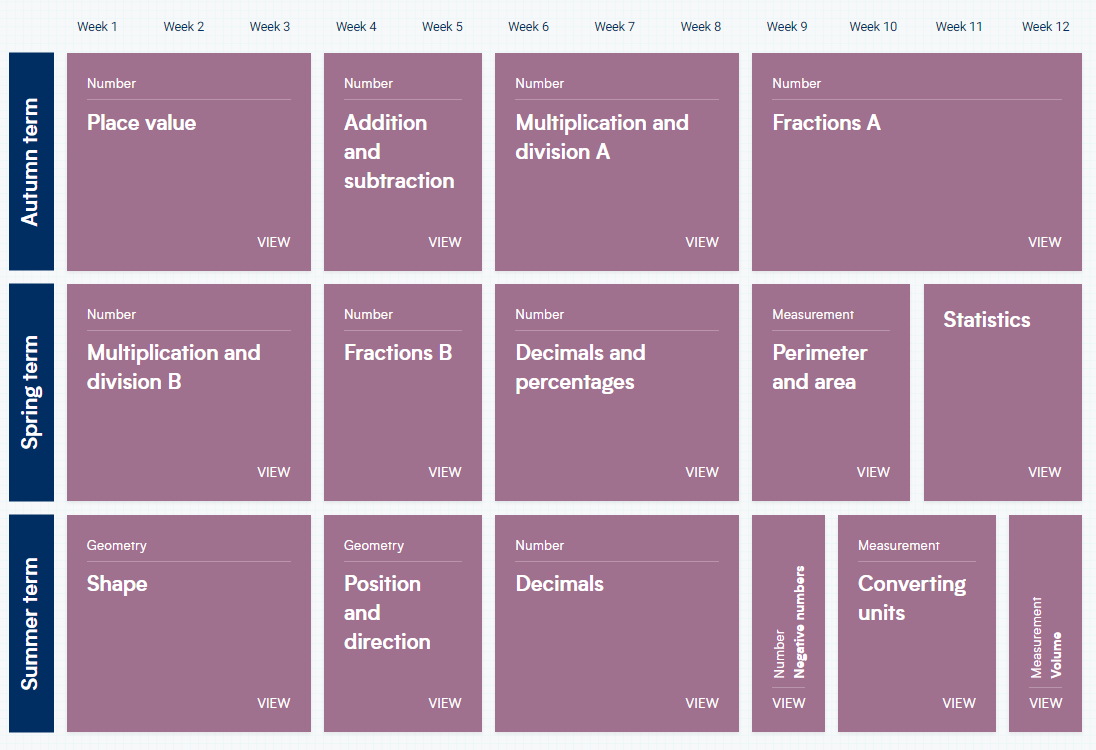 Week 1 Week 2 Week 3 Week 4 Week 5 Week 6 Week 7 Week 8 Week 9 Week 10 Week 11 Week 12
Autumn term
Number
Place value
VIEW
Number
Addition
and
subtraction
VIEW
Number
Multiplication and
division A
VIEW
Number
Fractions A
VIEW
Spring term
Number
Multiplication and
division B
VIEW
Number
Fractions B
VIEW
Number
Decimals and
percentages
VIEW
Measurement
Perimeter
and area
VIEW
Statistics
VIEW
Summer term
Geometry
Shape
VIEW
Geometry
Position
and
direction
VIEW
Number
Decimals
VIEW
Number
Negative numbers
VIEW
Measurement
Converting
units
VIEW
Measurement
Volume
VIEW